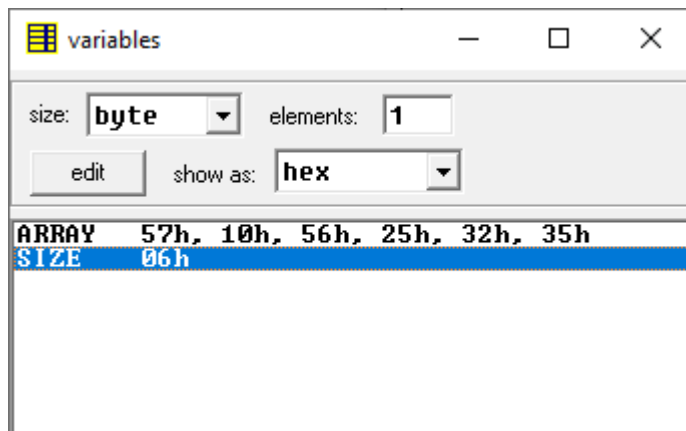 variables
size: byte elements: 1
edit show as: hex
ARRAY 57h, 10h, 56h, 25h, 32h, 35h
SIZE 06h